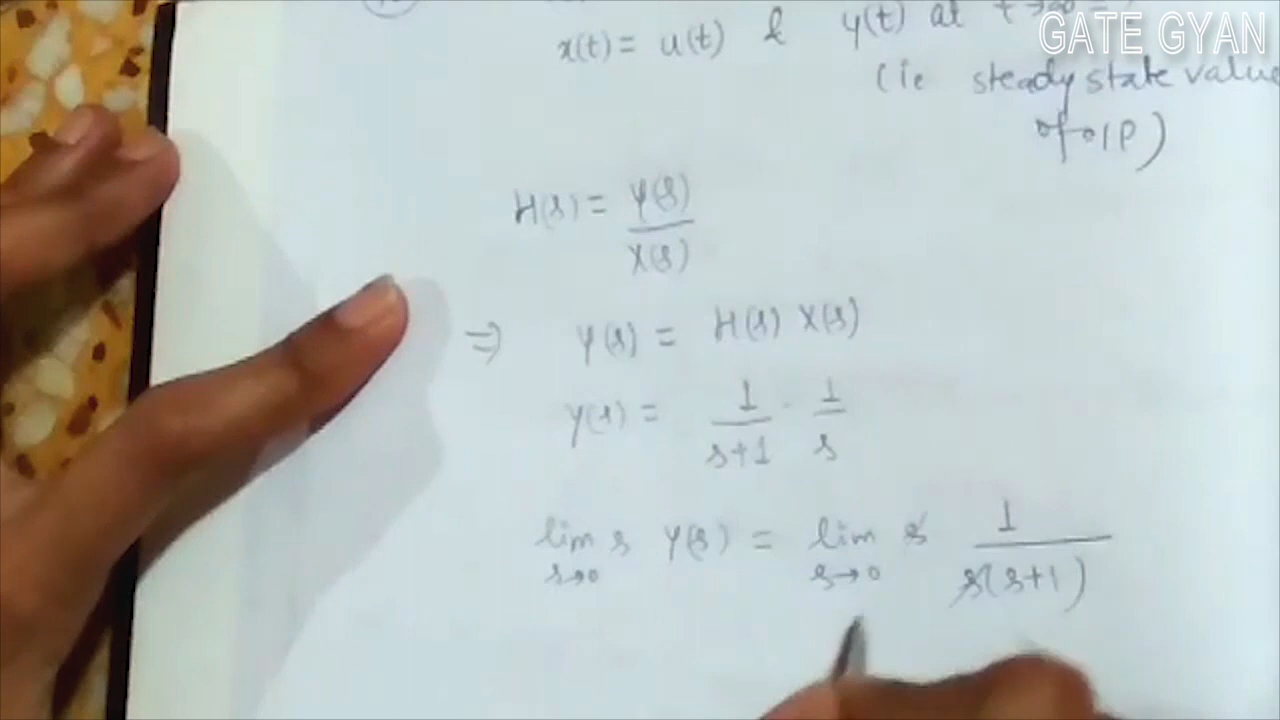 x(t) = u(t) & y(t) at t→∞ = ?
GATE GYAN
(ie steady state value
of o/P)
H(s) = Y(s)
X(s)
⇒ Y(s) = H(s) X(s)
Y(s) = 1/(s+1) · 1/s
lim s→0 s Y(s) = lim s→0 s 1/(s(s+1))